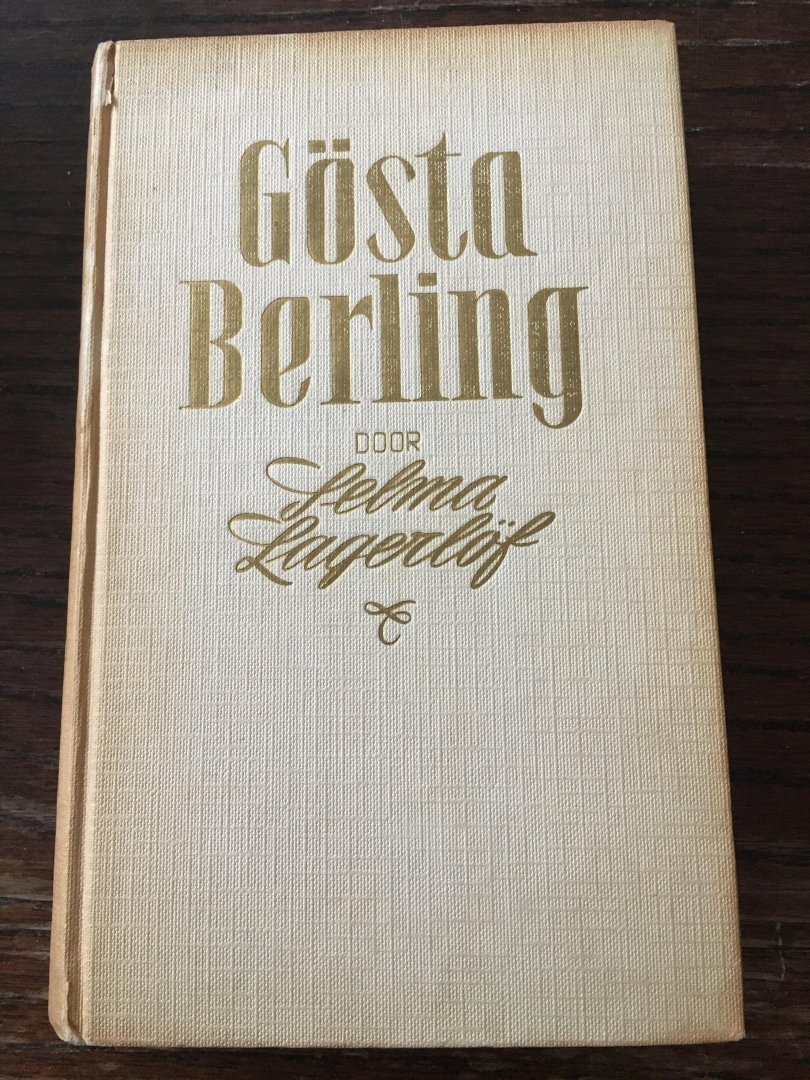 Gösta
Berling
DOOR
Selma
Lagerlöf